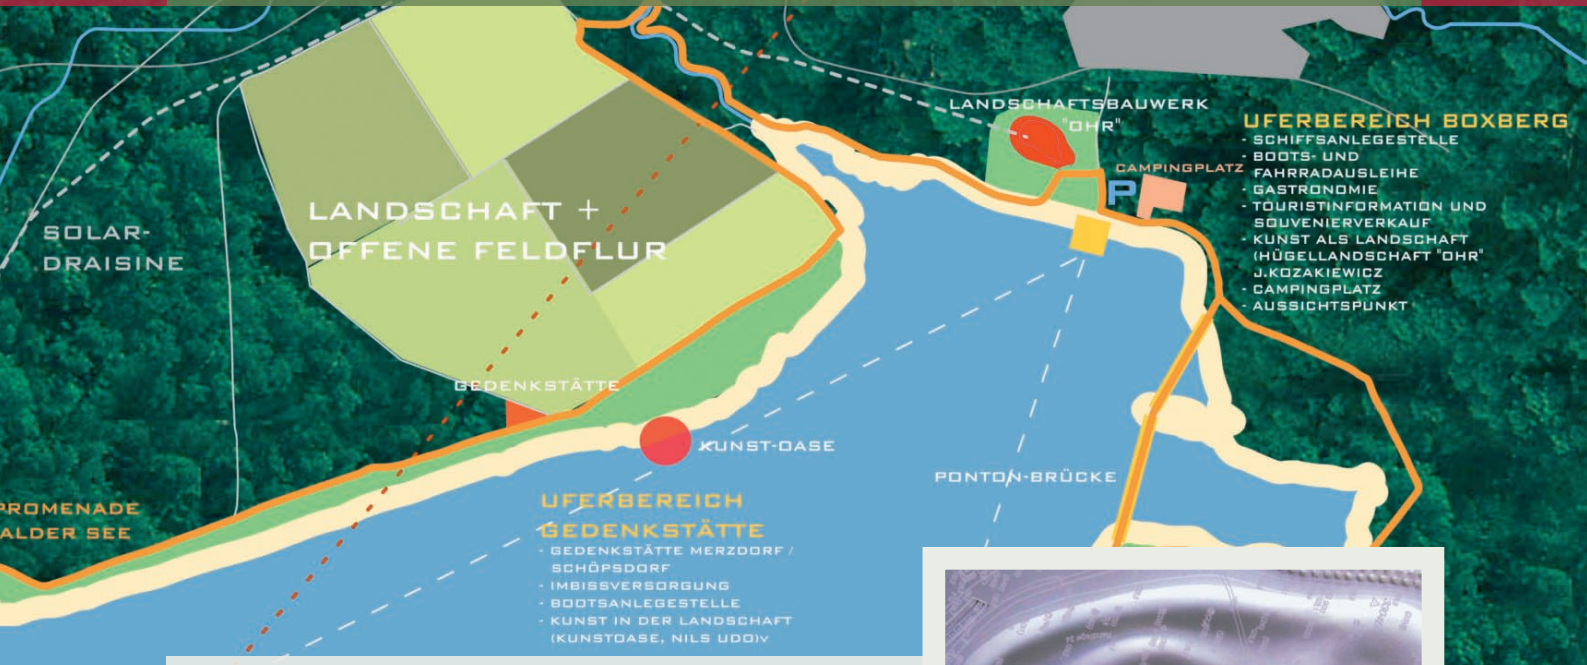 LANDSCHAFTSBAUWERK
"OHR"
CAMPINGPLATZ
P
UFERBEREICH BOXBERG
- SCHIFFSANLEGESTELLE
- BOOTS- UND
FAHRRADAUSLEIHE
- GASTRONOMIE
- TOURISTINFORMATION UND
SOUVENIERVERKAUF
- KUNST ALS LANDSCHAFT
(HÜGELLANDSCHAFT "OHR"
J.KOZAKIEWICZ
- CAMPINGPLATZ
- AUSSICHTSPUNKT
LANDSCHAFT +
OFFENE FELDFLUR
SOLAR-
DRAISINE
GEDENKSTÄTTE
KUNST-OASE
PONTON-BRÜCKE
PROMENADE
ALDER SEE
UFERBEREICH
GEDENKSTÄTTE
- GEDENKSTÄTTE MERZDORF /
SCHÖPSDORF
- IMBISSVERSORGUNG
- BOOTSANLEGESTELLE
- KUNST IN DER LANDSCHAFT
(KUNSTOASE, NILS UDO)V